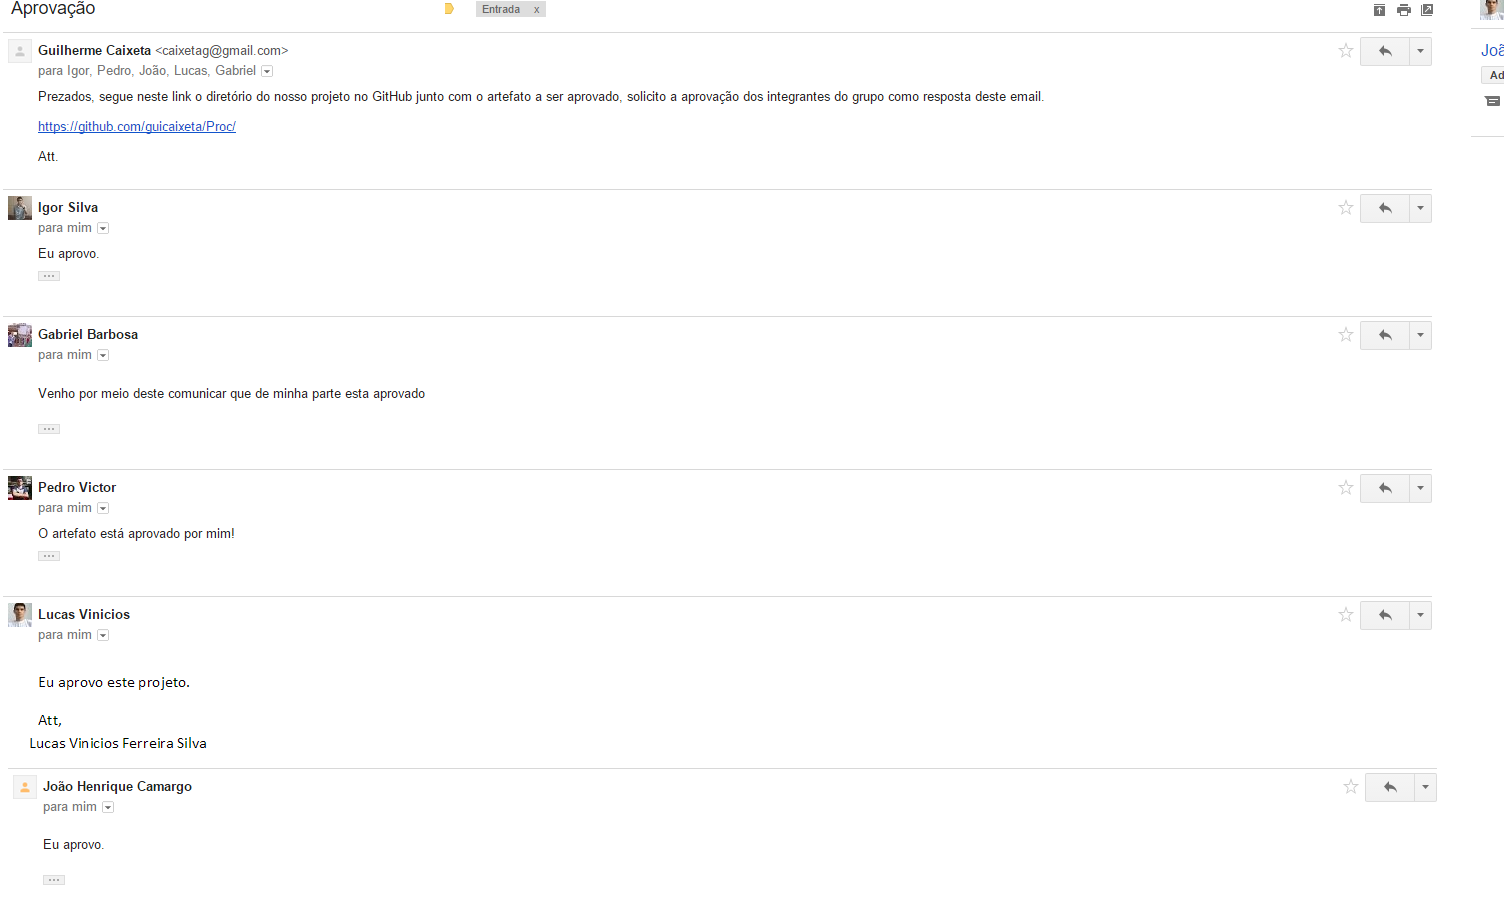 Aprovação
Entrada x
Guilherme Caixeta <caixetag@gmail.com>
para Igor, Pedro, João, Lucas, Gabriel
Prezados, segue neste link o diretório do nosso projeto no GitHub junto com o artefato a ser aprovado, solicito a aprovação dos integrantes do grupo como resposta deste email.
https://github.com/guicaixeta/Proc/
Att.
Igor Silva
para mim
Eu aprovo.
Gabriel Barbosa
para mim
Venho por meio deste comunicar que de minha parte esta aprovado
Pedro Victor
para mim
O artefato está aprovado por mim!
Lucas Vinicios
para mim
Eu aprovo este projeto.
Att,
Lucas Vinicios Ferreira Silva
João Henrique Camargo
para mim
Eu aprovo.
Joã
Ad